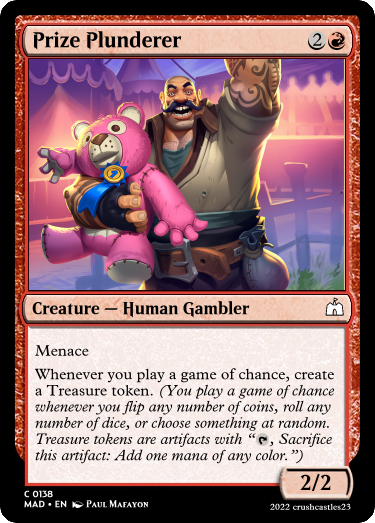 Prize Plunderer 2
Creature — Human Gambler
Menace
Whenever you play a game of chance, create
a Treasure token. (You play a game of chance
whenever you flip any number of coins, roll
any number of dice, or choose something at random.
Treasure tokens are artifacts with “, Sacrifice
this artifact: Add one mana of any color.”)
2/2
C 0138
MAD • EN Paul Mafayon
2022 crushcastles23